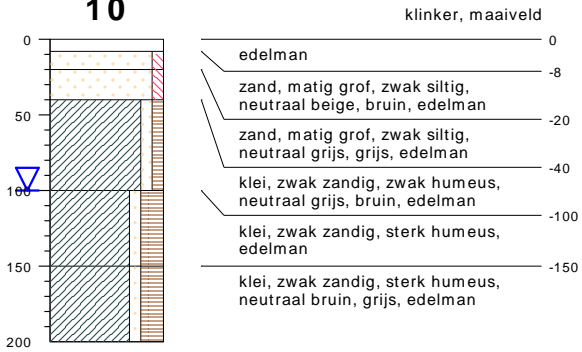 10
klinker, maaiveld
0
0
edelman
-8
zand, matig grof, zwak siltig,
neutraal beige, bruin, edelman
-20
zand, matig grof, zwak siltig,
neutraal grijs, grijs, edelman
-40
50
klei, zwak zandig, zwak humeus,
neutraal grijs, bruin, edelman
-100
100
klei, zwak zandig, sterk humeus,
edelman
-150
150
klei, zwak zandig, sterk humeus,
neutraal bruin, grijs, edelman
200